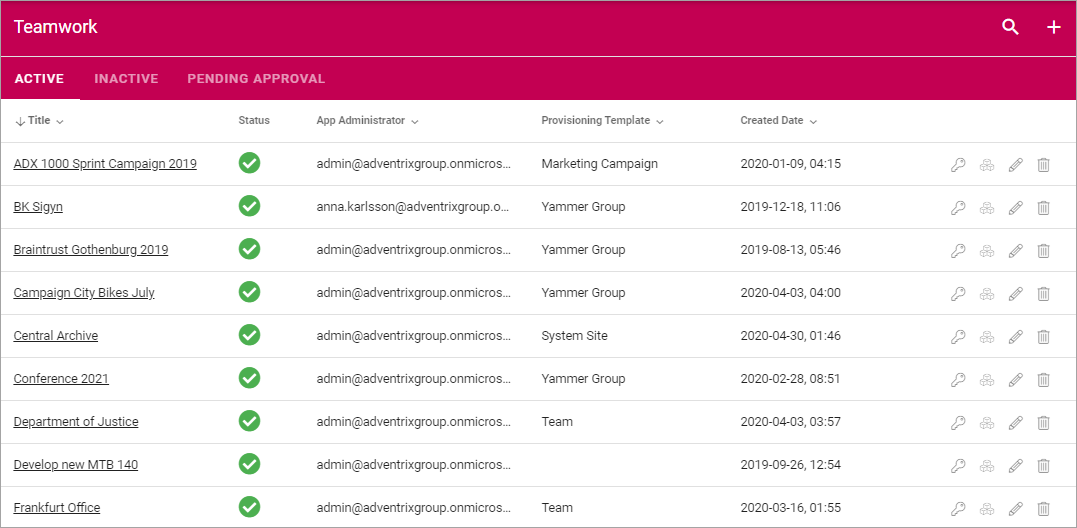 Teamwork
ACTIVE INACTIVE PENDING APPROVAL
Title Status App Administrator Provisioning Template Created Date
ADX 1000 Sprint Campaign 2019 admin@adventrixgroup.onmicros... Marketing Campaign 2020-01-09, 04:15
BK Sigyn anna.karlsson@adventrixgroup.o... Yammer Group 2019-12-18, 11:06
Braintrust Gothenburg 2019 admin@adventrixgroup.onmicros... Yammer Group 2019-08-13, 05:46
Campaign City Bikes July admin@adventrixgroup.onmicros... Yammer Group 2020-04-03, 04:00
Central Archive admin@adventrixgroup.onmicros... System Site 2020-04-30, 01:46
Conference 2021 admin@adventrixgroup.onmicros... Yammer Group 2020-02-28, 08:51
Department of Justice admin@adventrixgroup.onmicros... Team 2020-04-03, 03:57
Develop new MTB 140 admin@adventrixgroup.onmicros... 2019-09-26, 12:54
Frankfurt Office admin@adventrixgroup.onmicros... Team 2020-03-16, 01:55